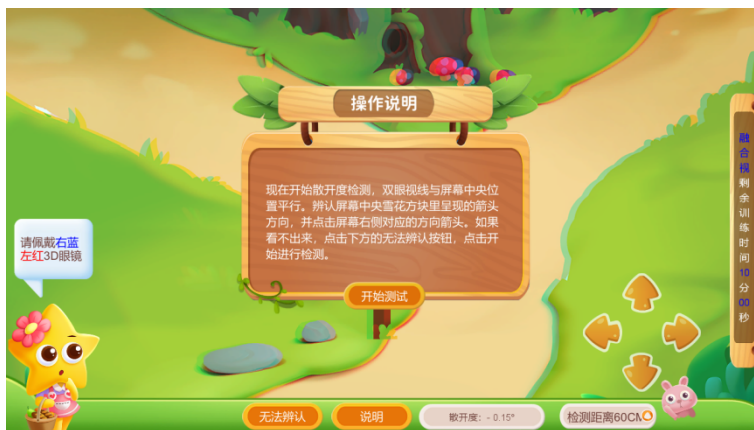 操作说明
现在开始散开度检测，双眼视线与屏幕中央位
置平行。辨认屏幕中央雪花方块里呈现的箭头
方向，并点击屏幕右侧对应的方向箭头。如果
看不出来，点击下方的无法辨认按钮，点击开
始进行检测。
开始测试
请佩戴右蓝
左红3D眼镜
融合视剩余训练时间10分00秒
无法辨认
说明
散开度：- 0.15°
检测距离60CM